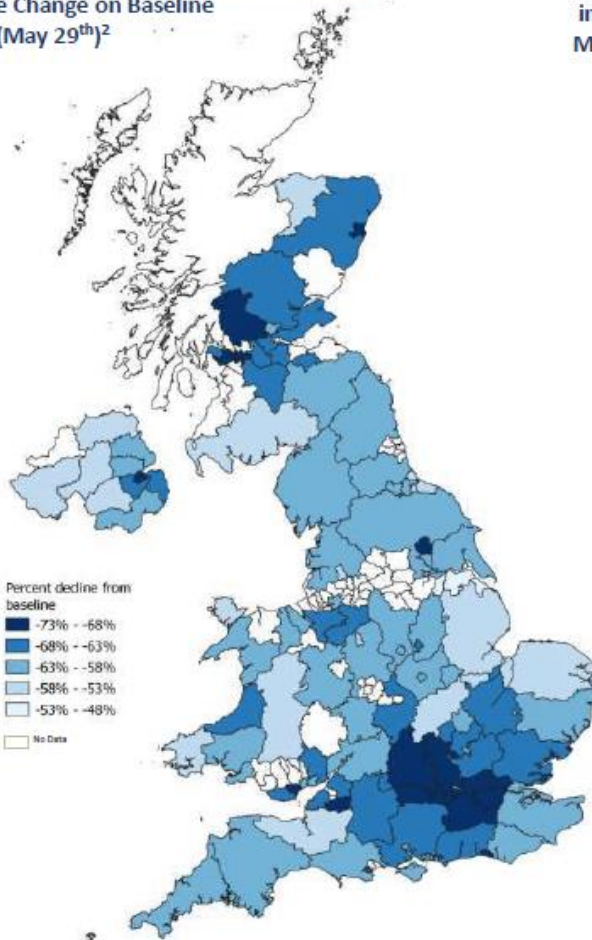 e Change on Baseline
(May 29th)2
in
M
Percent decline from
baseline
-73% - -68%
-68% - -63%
-63% - -58%
-58% - -53%
-53% - -48%
No Data